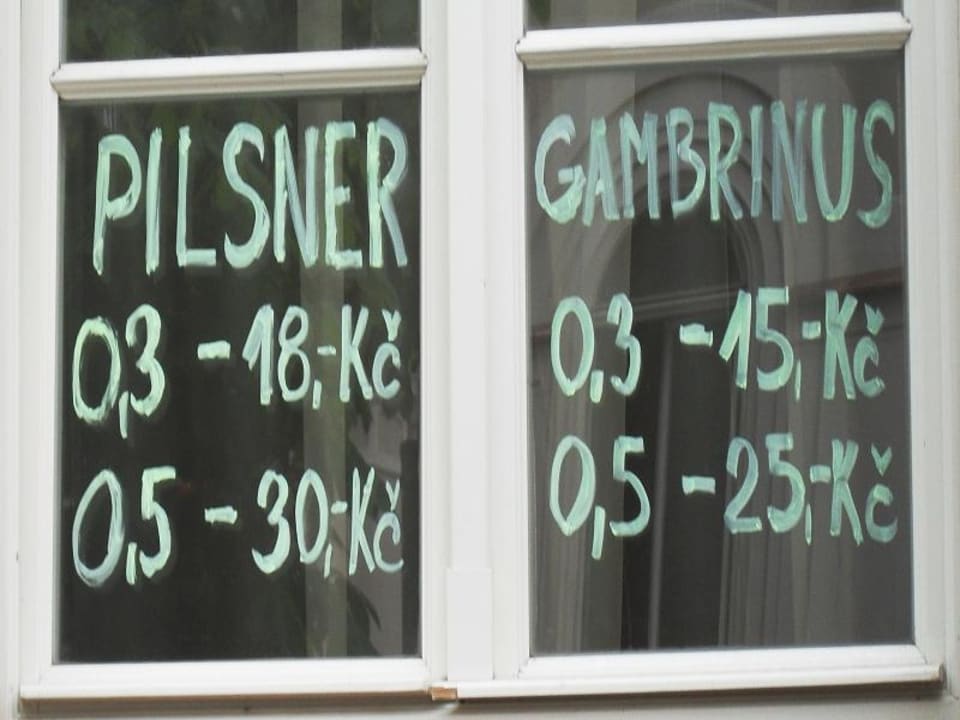 PILSNER
0,3 - 18,- Kč
0,5 - 30,- Kč
GAMBRINUS
0,3 - 15,- Kč
0,5 - 25,- Kč